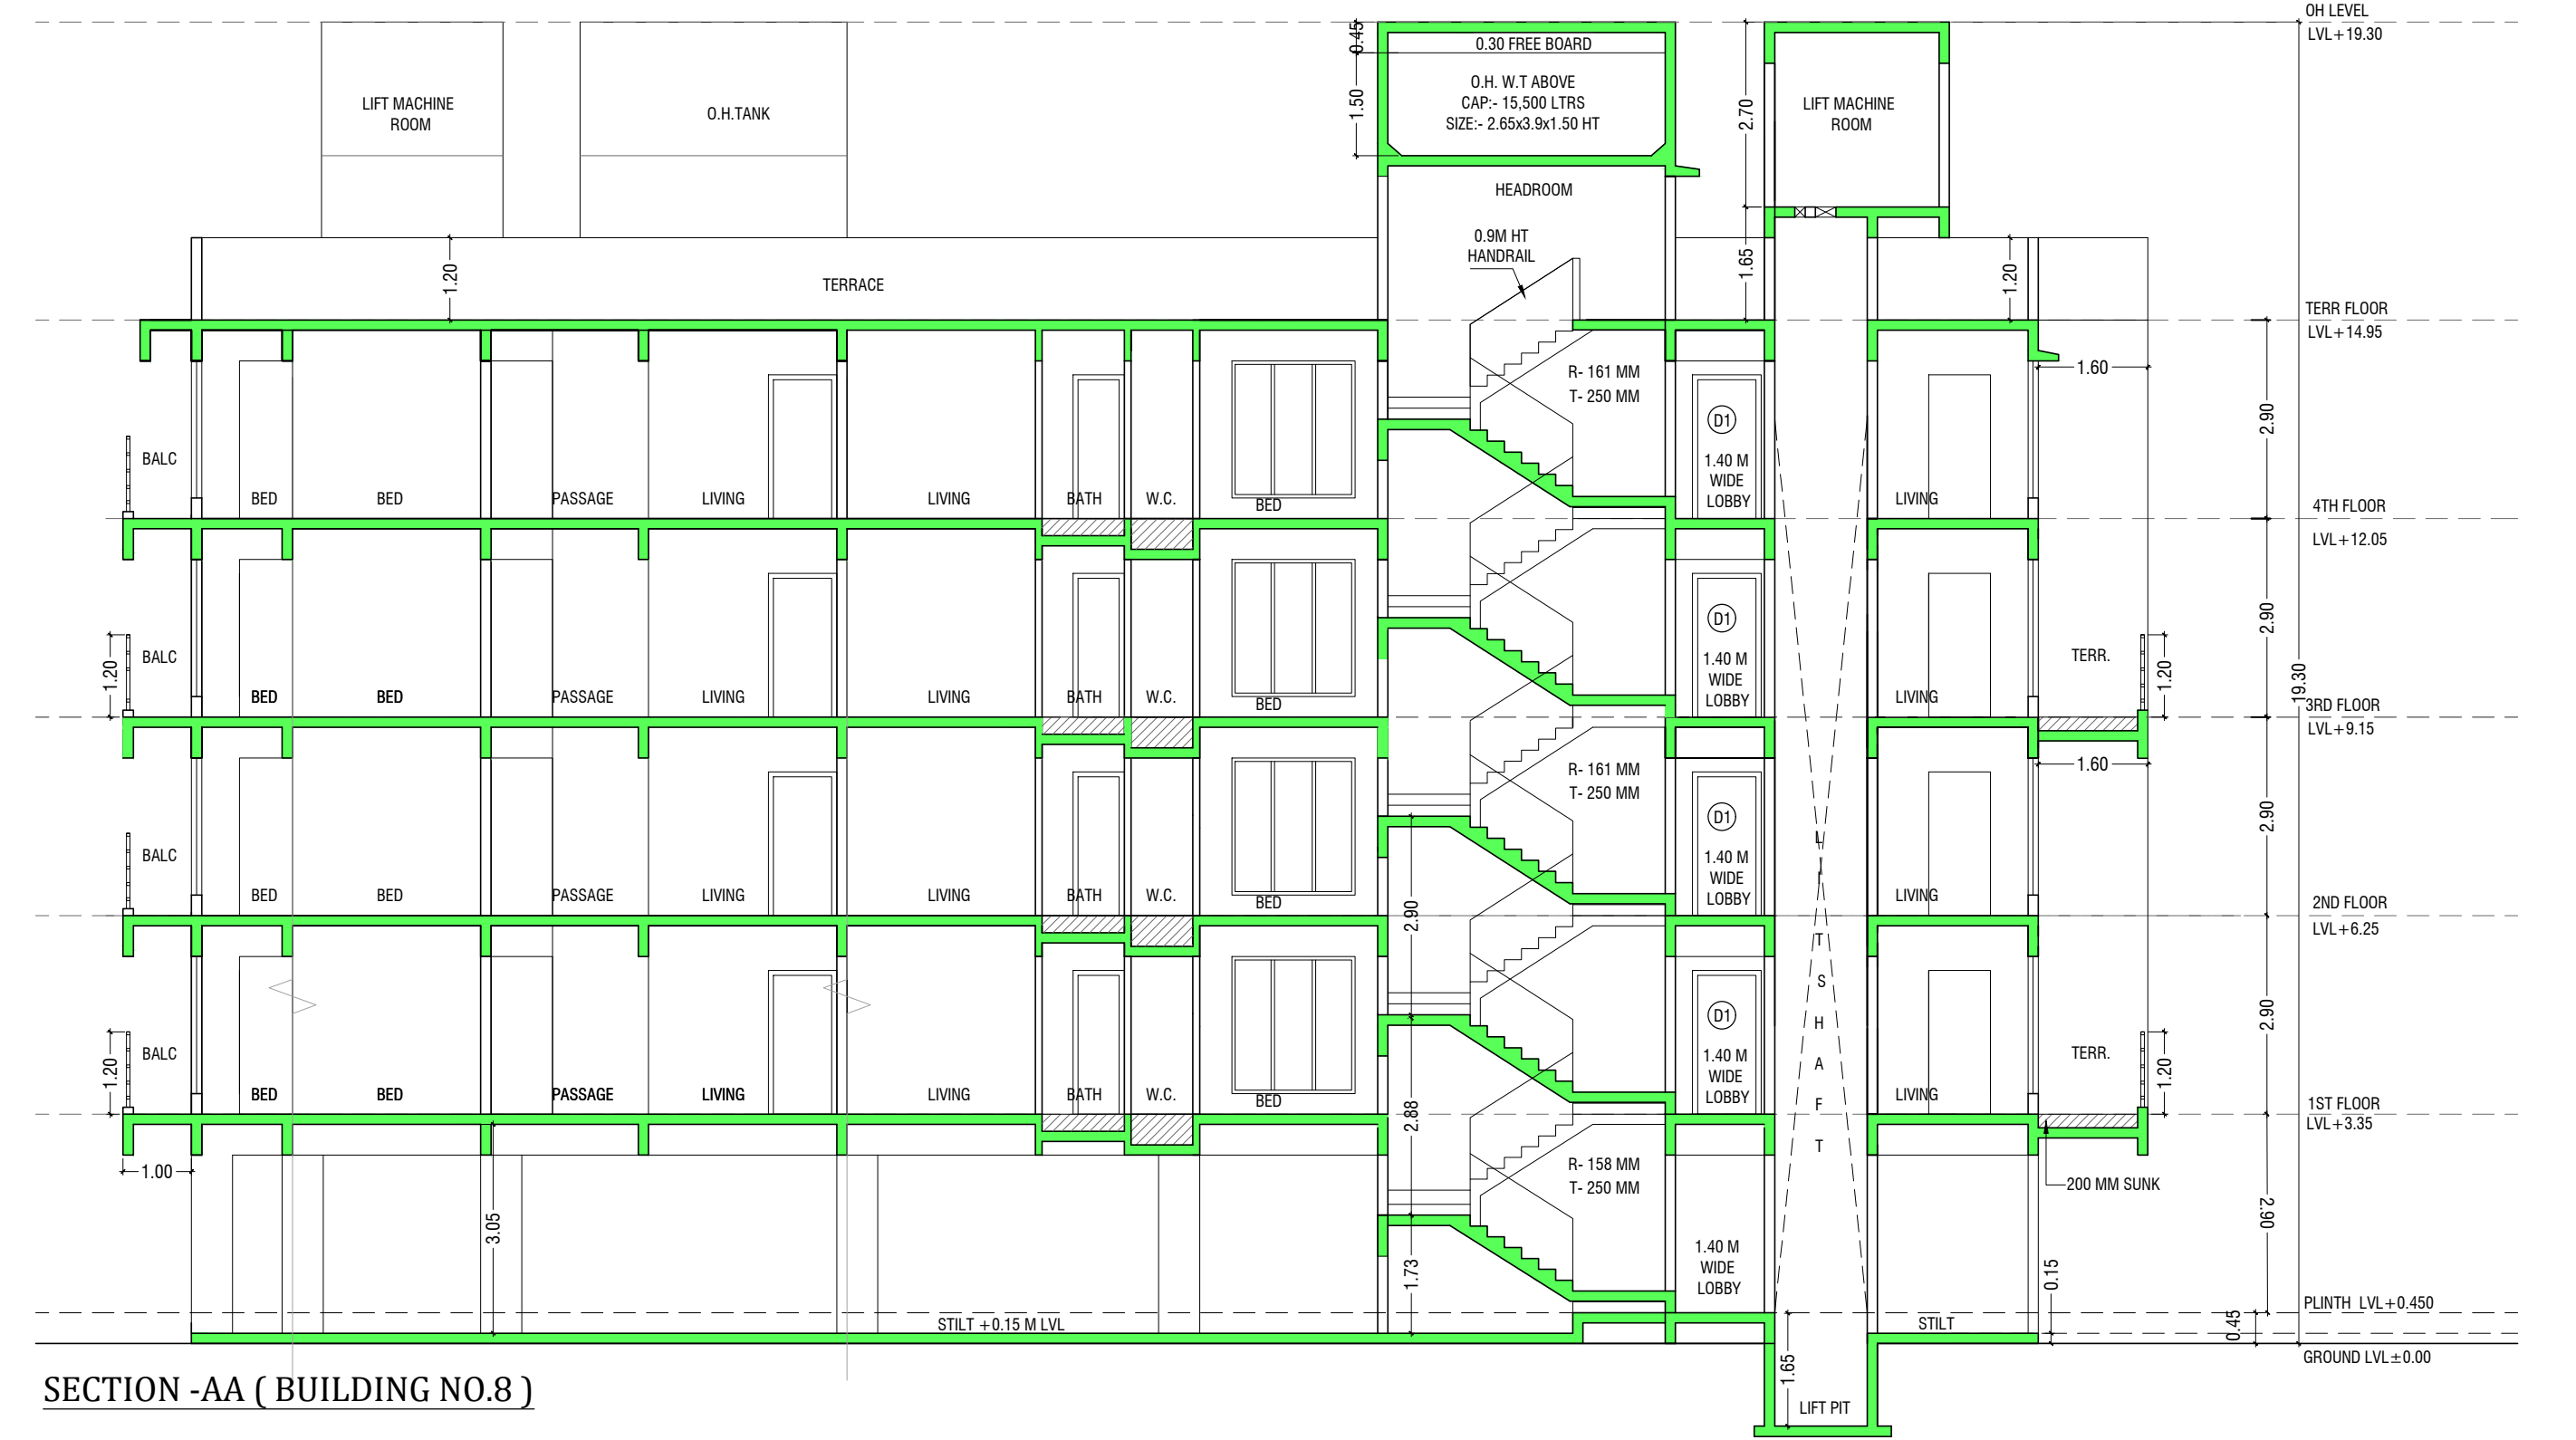 OH LEVEL
LVL+19.30
0.45
0.30 FREE BOARD
1.50
O.H. W.T ABOVE
CAP:- 15,500 LTRS
SIZE:- 2.65x3.9x1.50 HT
LIFT MACHINE
ROOM
O.H.TANK
2.70
LIFT MACHINE
ROOM
HEADROOM
0.9M HT
HANDRAIL
1.20
TERRACE
1.65
1.20
TERR FLOOR
LVL+14.95
1.60
R- 161 MM
T- 250 MM
2.90
D1
BALC
1.40 M
WIDE
LOBBY
BED
BED
PASSAGE
LIVING
LIVING
BATH
W.C.
BED
LIVING
4TH FLOOR
LVL+12.05
2.90
D1
1.20
BALC
1.40 M
WIDE
LOBBY
TERR.
1.20
19.30
BED
BED
PASSAGE
LIVING
LIVING
BATH
W.C.
BED
LIVING
3RD FLOOR
LVL+9.15
1.60
R- 161 MM
T- 250 MM
2.90
D1
BALC
1.40 M
WIDE
LOBBY
BED
BED
PASSAGE
LIVING
LIVING
BATH
W.C.
BED
LIVING
2.90
2ND FLOOR
LVL+6.25
L
I
F
T
S
H
A
F
T
2.90
D1
1.20
BALC
1.40 M
WIDE
LOBBY
TERR.
1.20
BED
BED
PASSAGE
LIVING
LIVING
BATH
W.C.
BED
LIVING
2.88
1ST FLOOR
LVL+3.35
1.00
R- 158 MM
T- 250 MM
200 MM SUNK
3.05
2.90
1.73
1.40 M
WIDE
LOBBY
0.15
PLINTH LVL+0.450
STILT +0.15 M LVL
STILT
0.45
GROUND LVL±0.00
1.65
LIFT PIT
SECTION -AA ( BUILDING NO.8 )